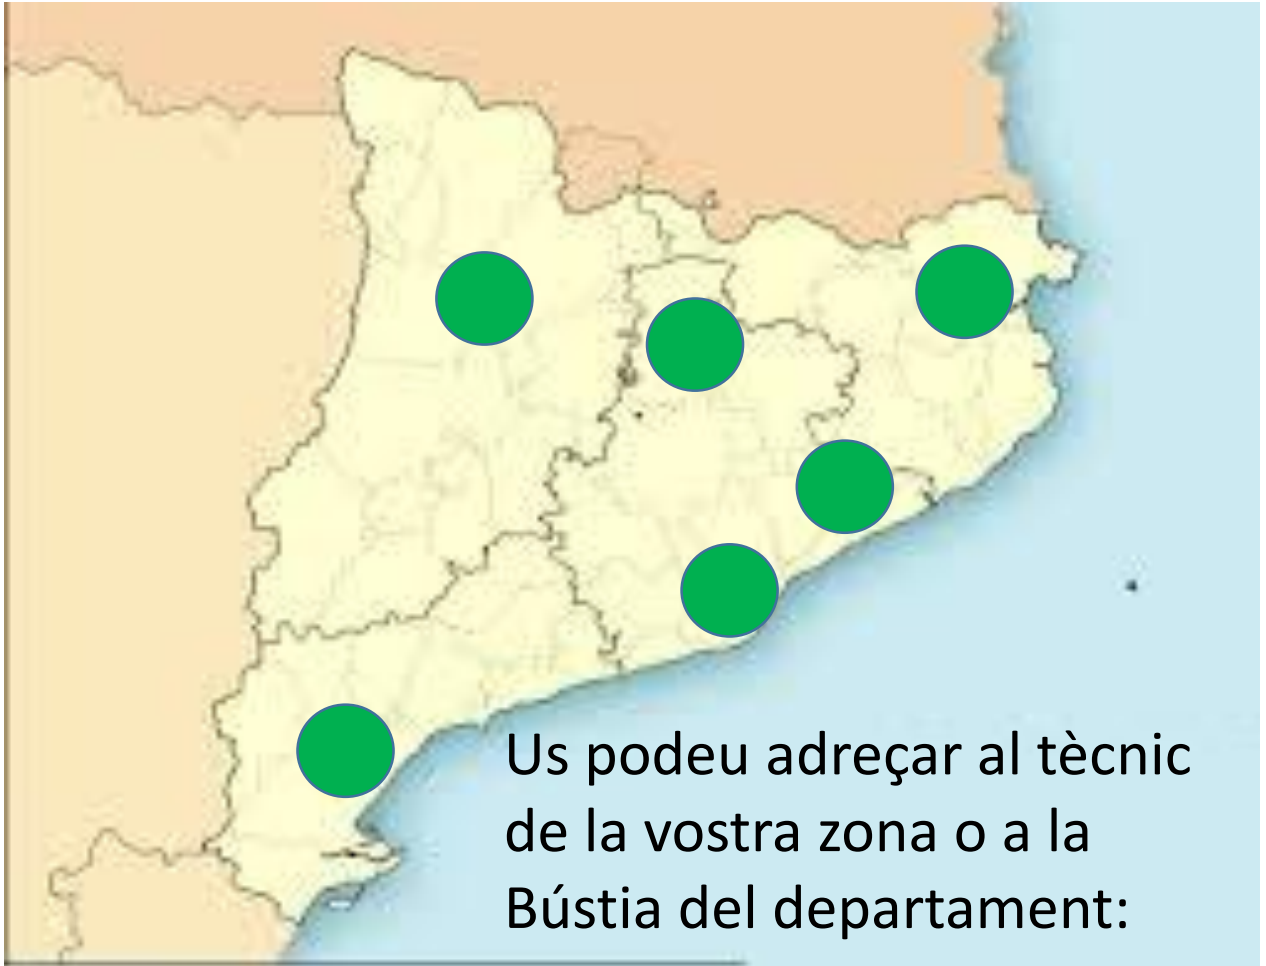 Us podeu adreçar al tècnic
de la vostra zona o a la
Bústia del departament: